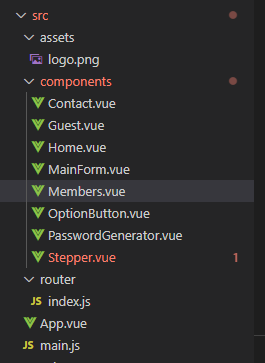 src
assets
logo.png
components
Contact.vue
Guest.vue
Home.vue
MainForm.vue
Members.vue
OptionButton.vue
PasswordGenerator.vue
Stepper.vue 1
router
JS index.js
App.vue
JS main.js